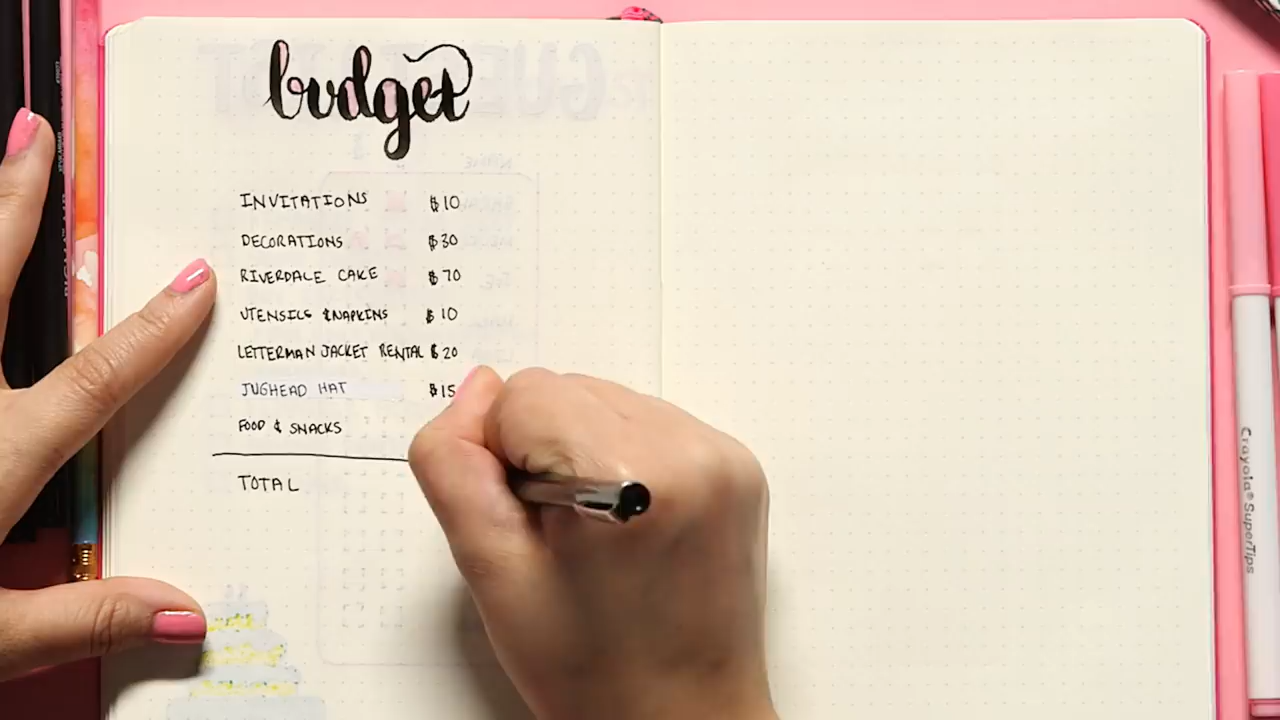 budget
INVITATIONS $10
DECORATIONS $30
RIVERDALE CAKE $70
UTENSILS & NAPKINS $10
LETTERMAN JACKET RENTAL $20
JUGHEAD HAT $15
FOOD & SNACKS
TOTAL
Crayola® SuperTips